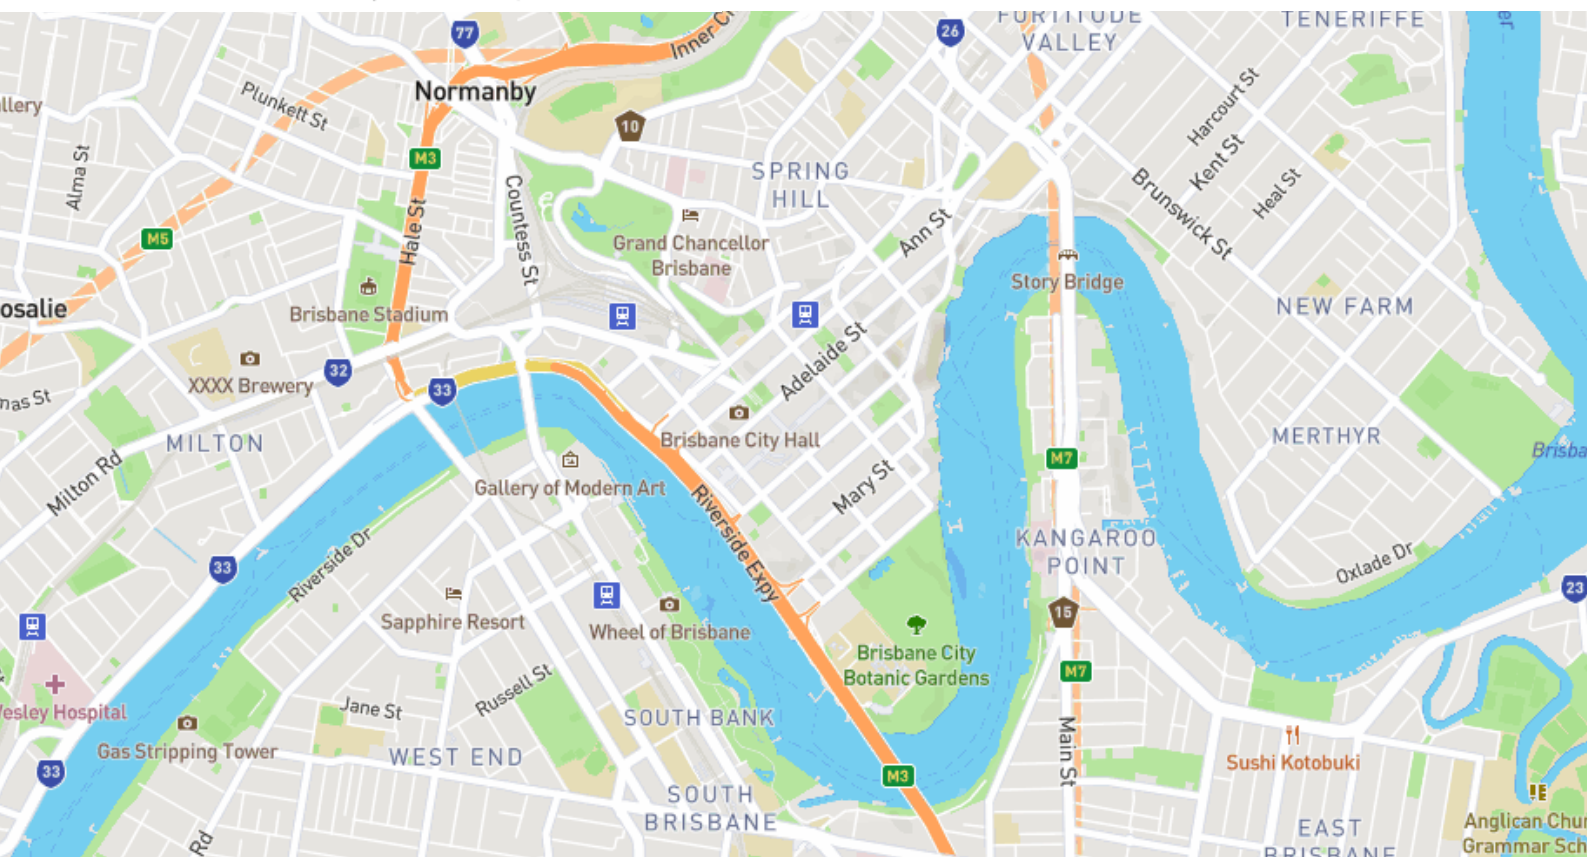 77
26
FORTITUDE
VALLEY
TENERIFFE
Inner
Normanby
Plunkett St
Harcourt St
10
Kent St
M3
SPRING
HILL
Alma St
Countess St
Heal St
Brunswick St
Hale St
Ann St
M5
Grand Chancellor
Brisbane
Story Bridge
Brisbane Stadium
osalie
NEW FARM
Adelaide St
32
XXXX Brewery
33
nas St
MILTON
Brisbane City Hall
MERTHYR
Brisba
M7
Milton Rd
Gallery of Modern Art
Mary St
Riverside Expy
KANGAROO
POINT
Riverside Dr
Oxlade Dr
33
23
Sapphire Resort
Wheel of Brisbane
15
Brisbane City
Botanic Gardens
M7
Russell St
Wesley Hospital
Jane St
SOUTH BANK
Gas Stripping Tower
WEST END
Main St
Sushi Kotobuki
33
M3
SOUTH
BRISBANE
Rd
EAST
BRISBANE
Anglican Chur
Grammar Sch
llery
er